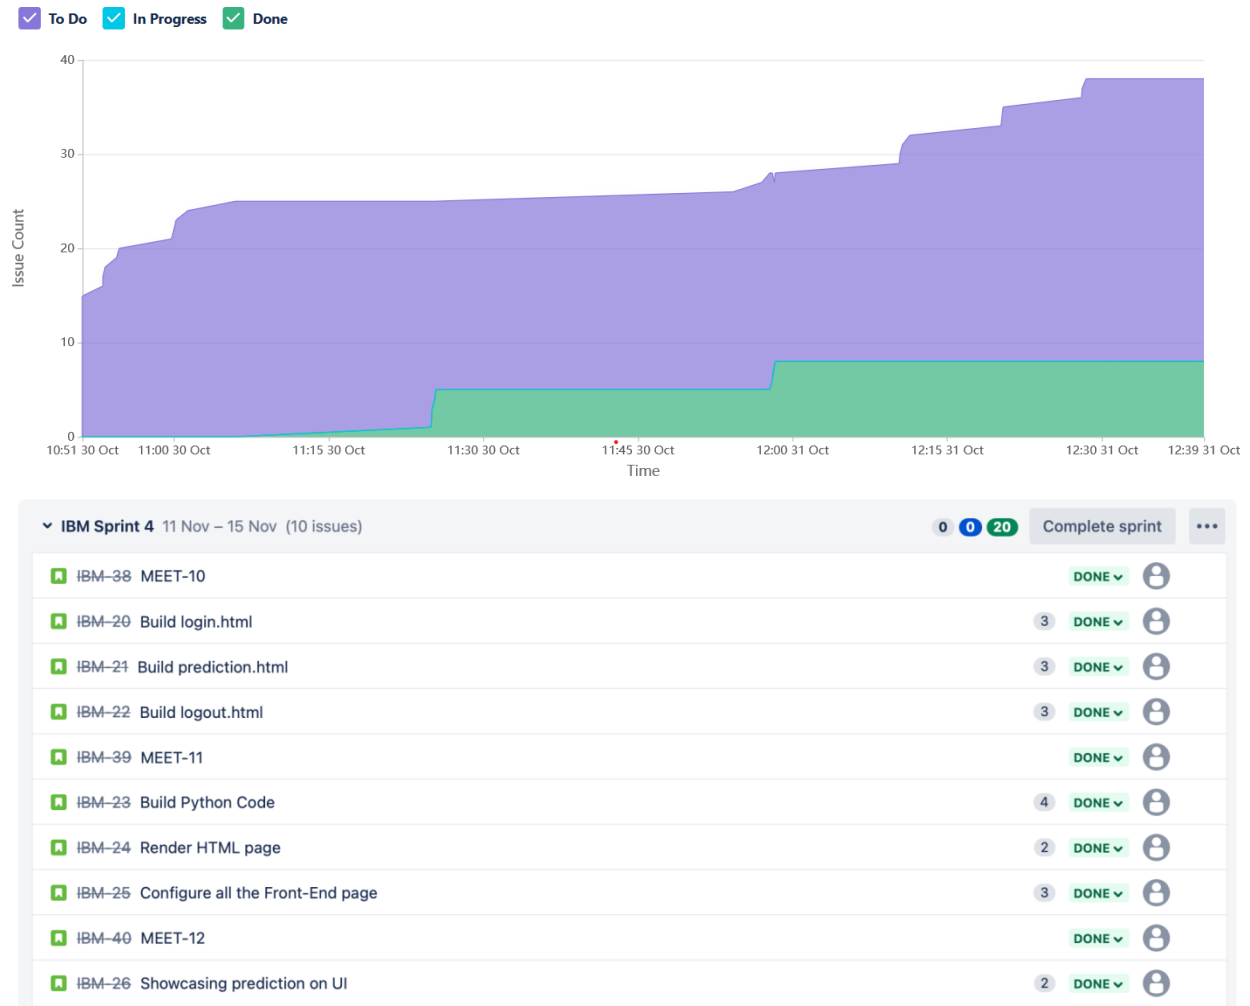 To Do In Progress Done
40
30
20
10
0
Issue Count
10:51 30 Oct 11:00 30 Oct 11:15 30 Oct 11:30 30 Oct 11:45 30 Oct 12:00 31 Oct 12:15 31 Oct 12:30 31 Oct 12:39 31 Oct
Time
IBM Sprint 4 11 Nov – 15 Nov (10 issues) 0 0 20 Complete sprint
IBM-38 MEET-10 DONE
IBM-20 Build login.html 3 DONE
IBM-21 Build prediction.html 3 DONE
IBM-22 Build logout.html 3 DONE
IBM-39 MEET-11 DONE
IBM-23 Build Python Code 4 DONE
IBM-24 Render HTML page 2 DONE
IBM-25 Configure all the Front-End page 3 DONE
IBM-40 MEET-12 DONE
IBM-26 Showcasing prediction on UI 2 DONE